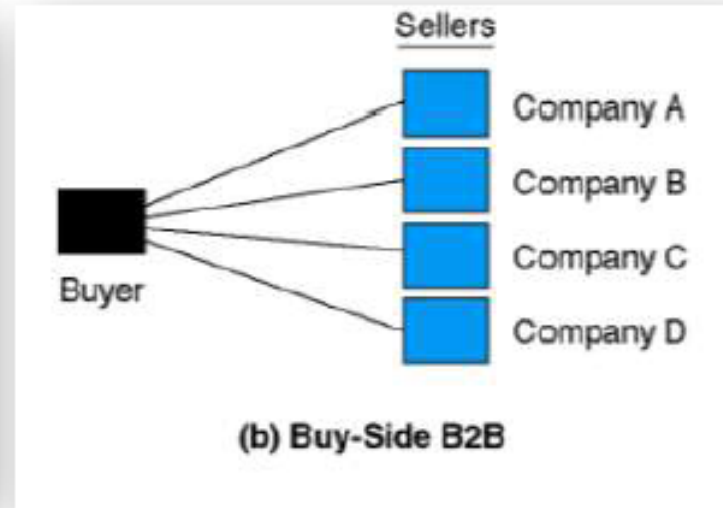 Sellers
Company A
Company B
Company C
Buyer
Company D
(b) Buy-Side B2B